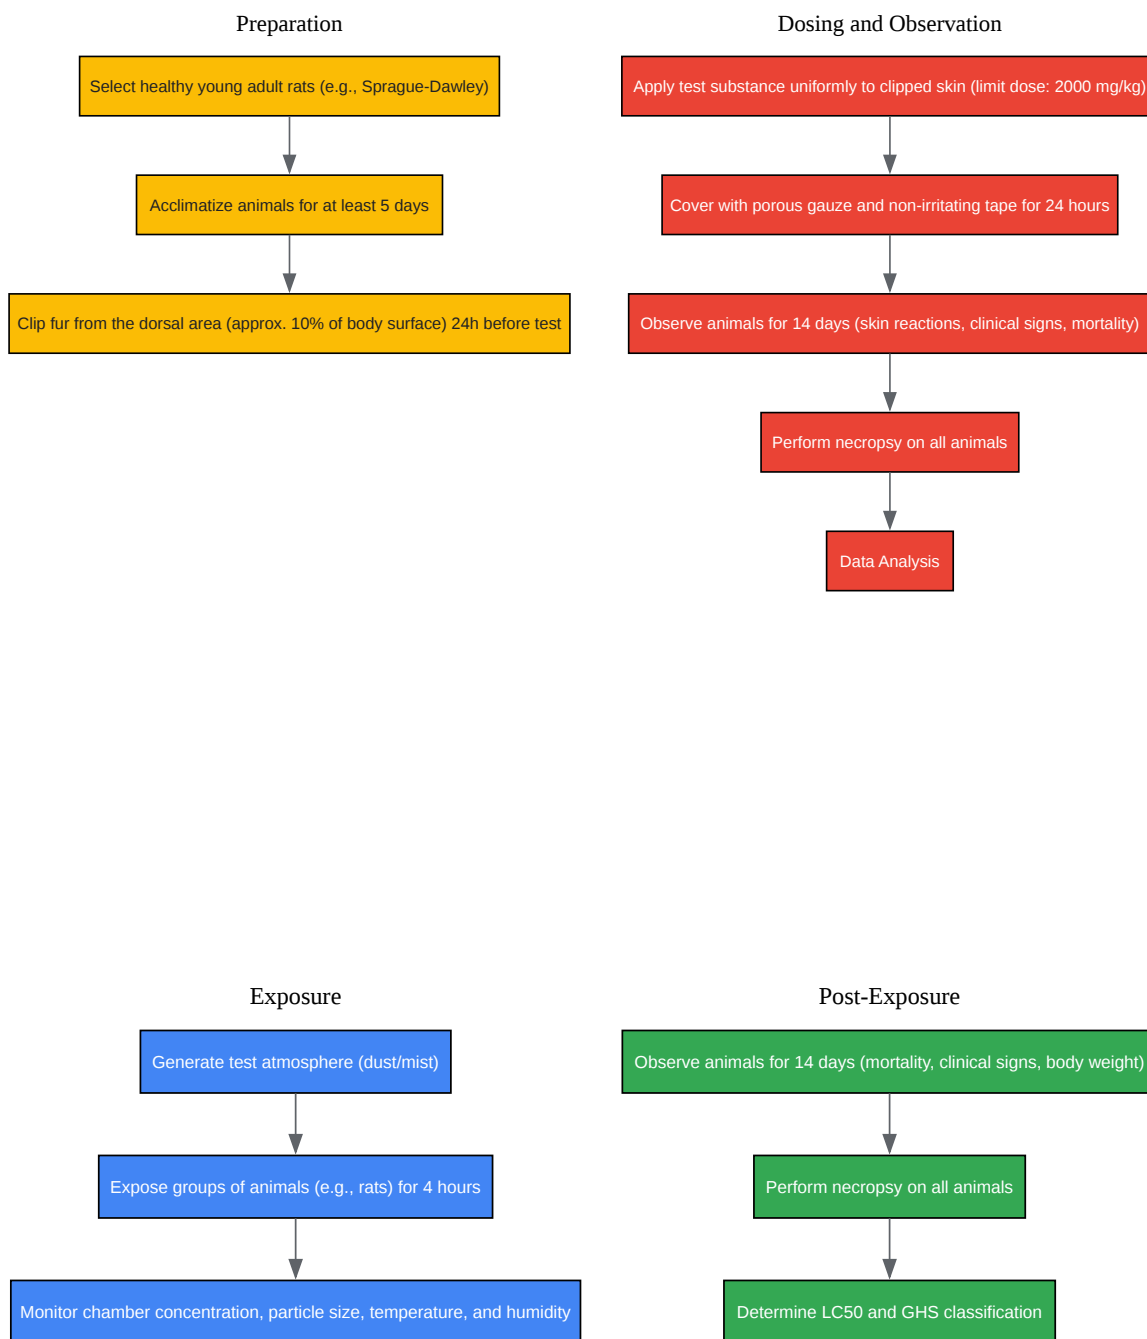 Preparation
Select healthy young adult rats (e.g., Sprague-Dawley)
Acclimatize animals for at least 5 days
Clip fur from the dorsal area (approx. 10% of body surface) 24h before test
Dosing and Observation
Apply test substance uniformly to clipped skin (limit dose: 2000 mg/kg)
Cover with porous gauze and non-irritating tape for 24 hours
Observe animals for 14 days (skin reactions, clinical signs, mortality)
Perform necropsy on all animals
Data Analysis
Exposure
Generate test atmosphere (dust/mist)
Expose groups of animals (e.g., rats) for 4 hours
Monitor chamber concentration, particle size, temperature, and humidity
Post-Exposure
Observe animals for 14 days (mortality, clinical signs, body weight)
Perform necropsy on all animals
Determine LC50 and GHS classification